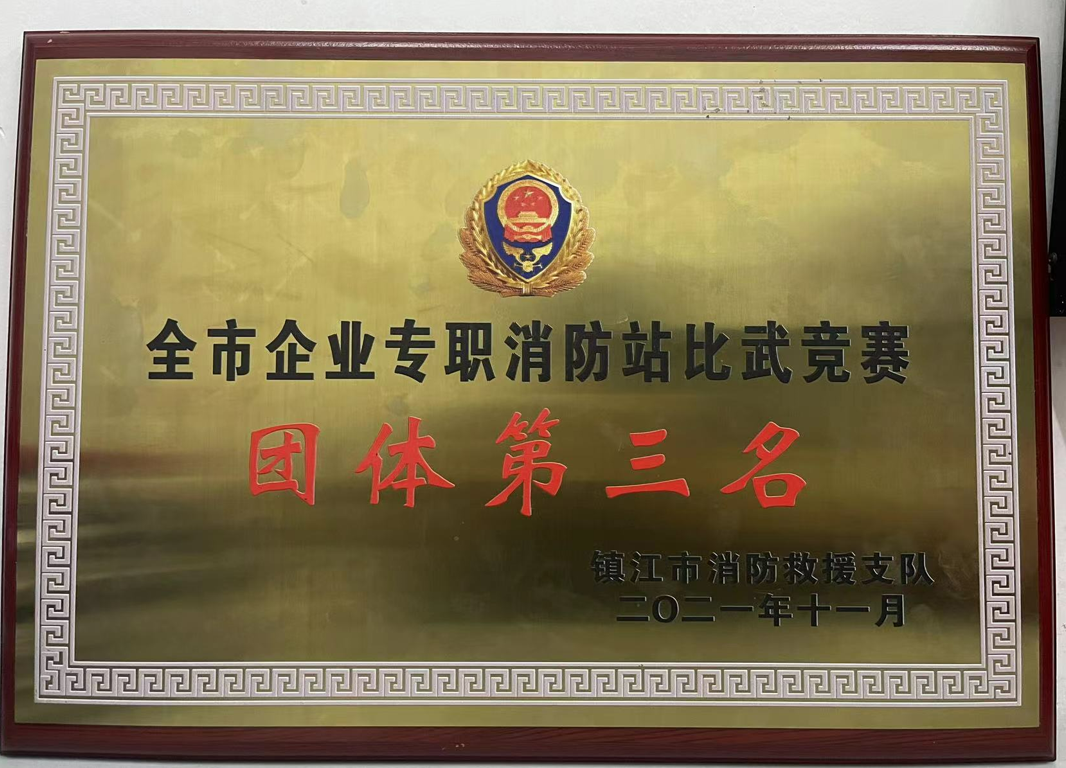 全市企业专职消防站比武竞赛
团体第三名
镇江市消防救援支队
二〇二一年十一月